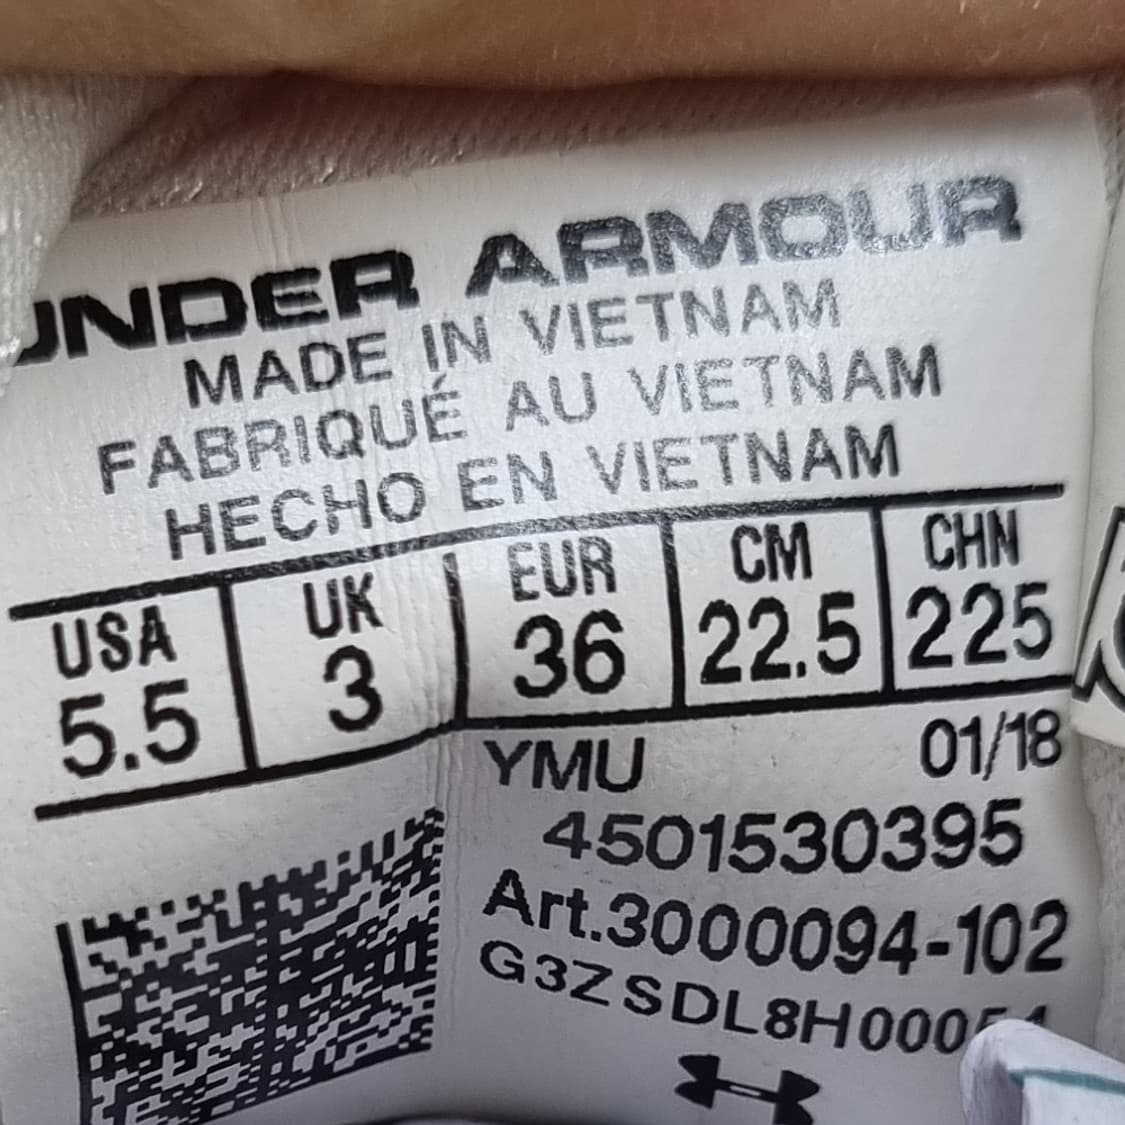 UNDER ARMOUR
MADE IN VIETNAM
FABRIQUÉ AU VIETNAM
HECHO EN VIETNAM
USA UK EUR CM CHN
5.5 3 36 22.5 225
YMU 01/18
4501530395
Art.3000094-102